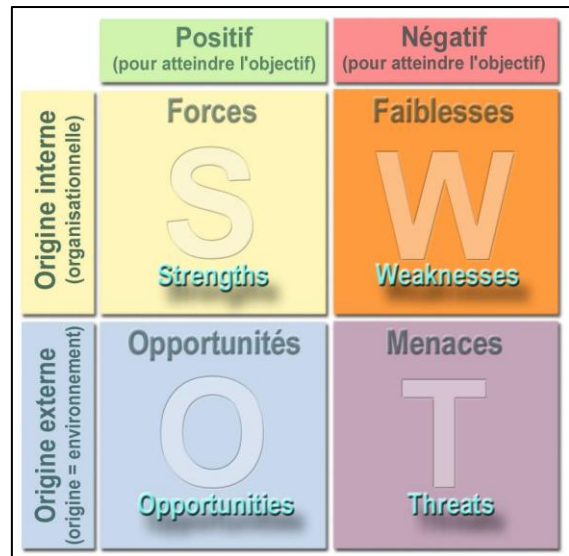 Positif
(pour atteindre l'objectif)
Négatif
(pour atteindre l'objectif)
Origine interne
(organisationnelle)
Forces
S
Strengths
Faiblesses
W
Weaknesses
Origine externe
(origine = environnement)
Opportunités
O
Opportunities
Menaces
T
Threats